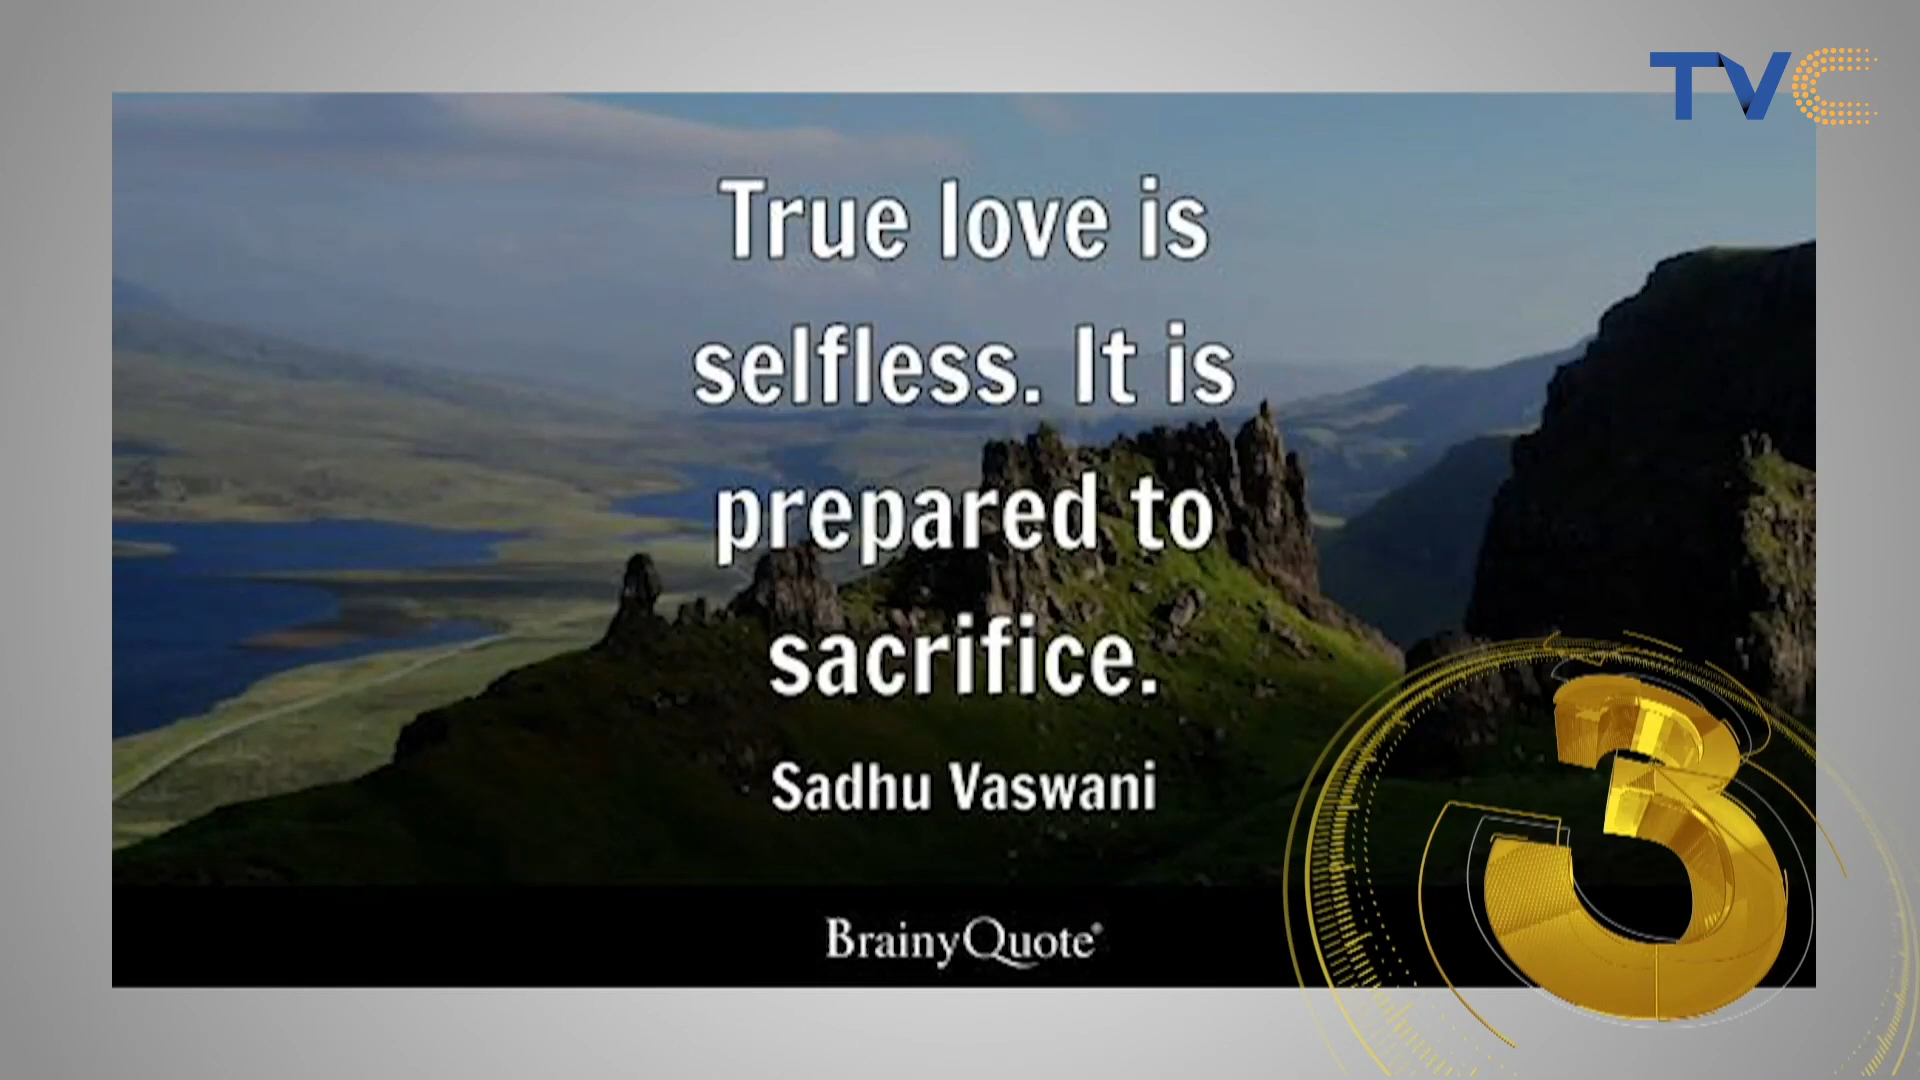 TVC
True love is
selfless. It is
prepared to
sacrifice.
Sadhu Vaswani
BrainyQuote®
3